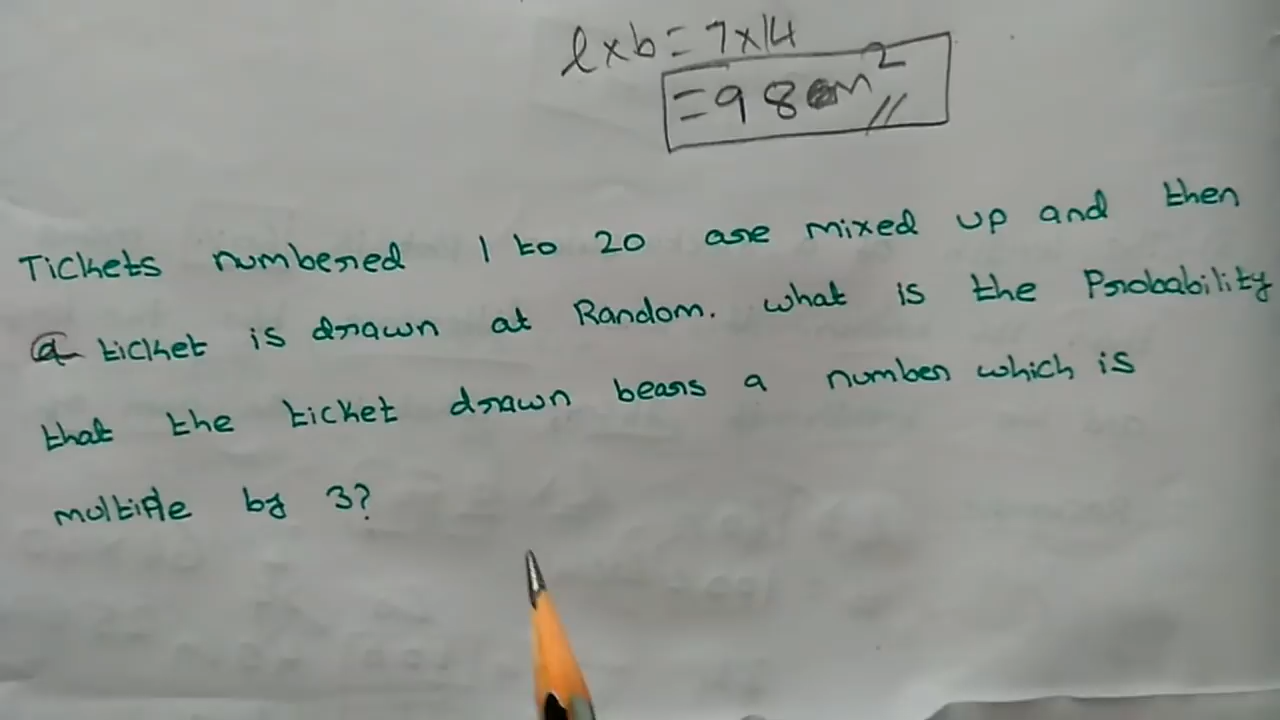 l×b = 7×14
= 98 cm²
Tickets numbered 1 to 20 are mixed up and then
a ticket is drawn at Random. what is the Probability
that the ticket drawn bears a number which is
multiple by 3?